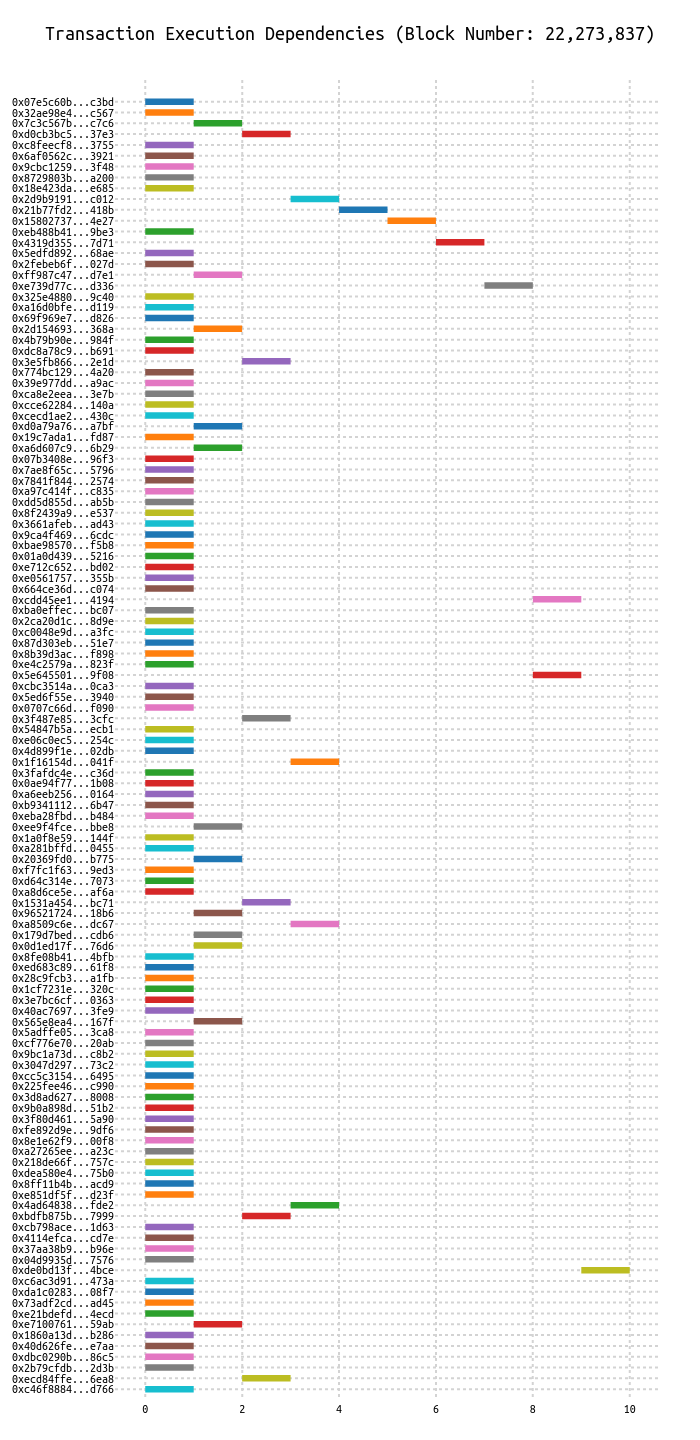 Transaction Execution Dependencies (Block Number: 22,273,837)
0x07e5c60b...c3bd
0x32ae98e4...c567
0x7c3c567b...c7c6
0xd0cb3bc5...37e3
0xc8feecf8...3755
0x6af0562c...3921
0x9cbc1259...3f48
0x8729803b...a200
0x18e423da...e685
0x2d9b9191...c012
0x21b77fd2...418b
0x15802737...4e27
0xeb488b41...9be3
0x4319d355...7d71
0x5edfd892...68ae
0x2febeb6f...027d
0xff987c47...d7e1
0xe739d77c...d336
0x325e4880...9c40
0xa16d0bfe...d119
0x69f969e7...d826
0x2d154693...368a
0x4b79b90e...984f
0xdc8a78c9...b691
0x3e5fb866...2e1d
0x774bc129...4a20
0x39e977dd...a9ac
0xca8e2eea...3e7b
0xcce62284...140a
0xcecd1ae2...430c
0xd0a79a76...a7bf
0x19c7ada1...fd87
0xa6d607c9...6b29
0x07b3408e...96f3
0x7ae8f65c...5796
0x7841f844...2574
0xa97c414f...c835
0xdd5d855d...ab5b
0x8f2439a9...e537
0x3661afeb...ad43
0x9ca4f469...6cdc
0xbae98570...f5b8
0x01a0d439...5216
0xe712c652...bd02
0xe0561757...355b
0x664ce36d...c074
0xcdd45ee1...4194
0xba0effec...bc07
0x2ca20d1c...8d9e
0xc0048e9d...a3fc
0x87d303eb...51e7
0x8b39d3ac...f898
0xe4c2579a...823f
0x5e645501...9f08
0xcbc3514a...0ca3
0x5ed6f55e...3940
0x0707c66d...f090
0x3f487e85...3cfc
0x54847b5a...ecb1
0xe06c0ec5...254c
0x4d899f1e...02db
0x1f16154d...041f
0x3fafdc4e...c36d
0x0ae94f77...1b08
0xa6eeb256...0164
0xb9341112...6b47
0xeba28fbd...b484
0xee9f4fce...bbe8
0x1a0f8e59...144f
0xa281bffd...0455
0x20369fd0...b775
0xf7fc1f63...9ed3
0xd64c314e...7073
0xa8d6ce5e...af6a
0x1531a454...bc71
0x96521724...18b6
0xa8509c6e...dc67
0x179d7bed...cdb6
0x0d1ed17f...76d6
0x8fe08b41...4bfb
0xed683c89...61f8
0x28c9fcb3...a1fb
0x1cf7231e...320c
0x3e7bc6cf...0363
0x40ac7697...3fe9
0x565e8ea4...167f
0x5adffe05...3ca8
0xcf776e70...20ab
0x9bc1a73d...c8b2
0x3047d297...73c2
0xcc5c3154...6495
0x225fee46...c990
0x3d8ad627...8008
0x9b0a898d...51b2
0x3f80d461...5a90
0xfe892d9e...9df6
0x8e1e62f9...00f8
0xa27265ee...a23c
0x218de66f...757c
0xdea580e4...75b0
0x8ff11b4b...acd9
0xe851df5f...d23f
0x4ad64838...fde2
0xbdfb875b...7999
0xcb798ace...1d63
0x4114efca...cd7e
0x37aa38b9...b96e
0x04d9935d...7576
0xde0bd13f...4bce
0xc6ac3d91...473a
0xda1c0283...08f7
0x73adf2cd...ad45
0xe21bdefd...4ecd
0xe7100761...59ab
0x1860a13d...b286
0x40d626fe...e7aa
0xdbc0290b...86c5
0x2b79cfdb...2d3b
0xecd84ffe...6ea8
0xc46f8884...d766
0 2 4 6 8 10